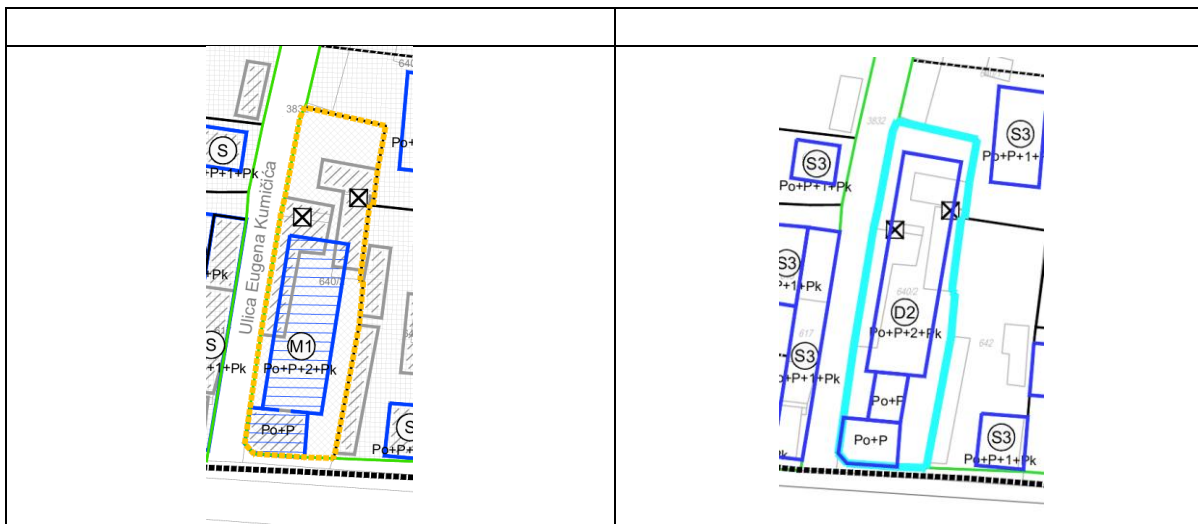 640
383
S
P+1+Pk
Po+
Ulica Eugena Kumičića
+Pk
640/
S
+1+Pk
M1
Po+P+2+Pk
Po+P
S
Po+P+
3832
S3
Po+P+1+Pk
S3
Po+P+1+
S3
P+1+Pk
640/2
D2
Po+P+2+Pk
617
S3
Po+P+1+Pk
642
Po+P
Po+P
S3
Po+P+1+Pk